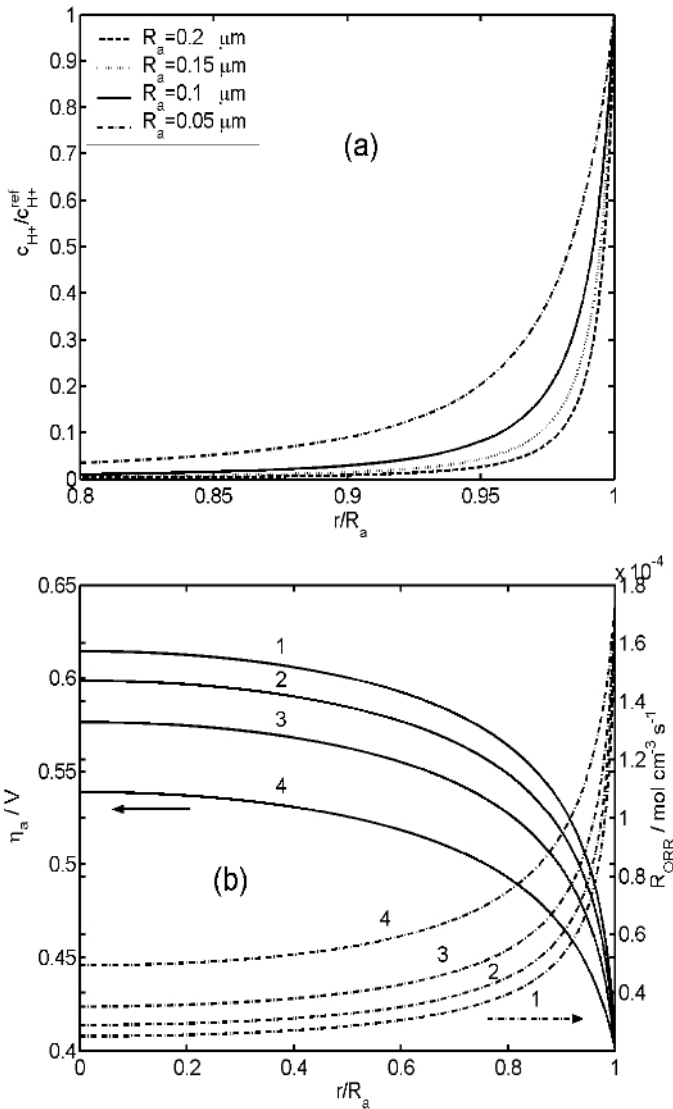 1
0.9
0.8
0.7
0.6
0.5
0.4
0.3
0.2
0.1
0
c_H+/c_H+^ref
R_a=0.2 μm
R_a=0.15 μm
R_a=0.1 μm
R_a=0.05 μm
(a)
0.8 0.85 0.9 0.95 1
r/R_a
0.65
0.6
0.55
0.5
0.45
0.4
η_a / V
1
2
3
4
(b)
4
3
2
1
x 10^-4
1.8
1.6
1.4
1.2
1
0.8
0.6
0.4
R_ORR / mol cm^-3 s^-1
0 0.2 0.4 0.6 0.8 1
r/R_a